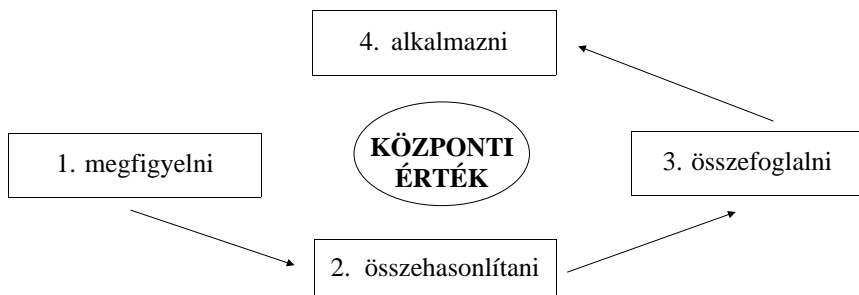 4. alkalmazni
1. megfigyelni
KÖZPONTI
ÉRTÉK
3. összefoglalni
2. összehasonlítani